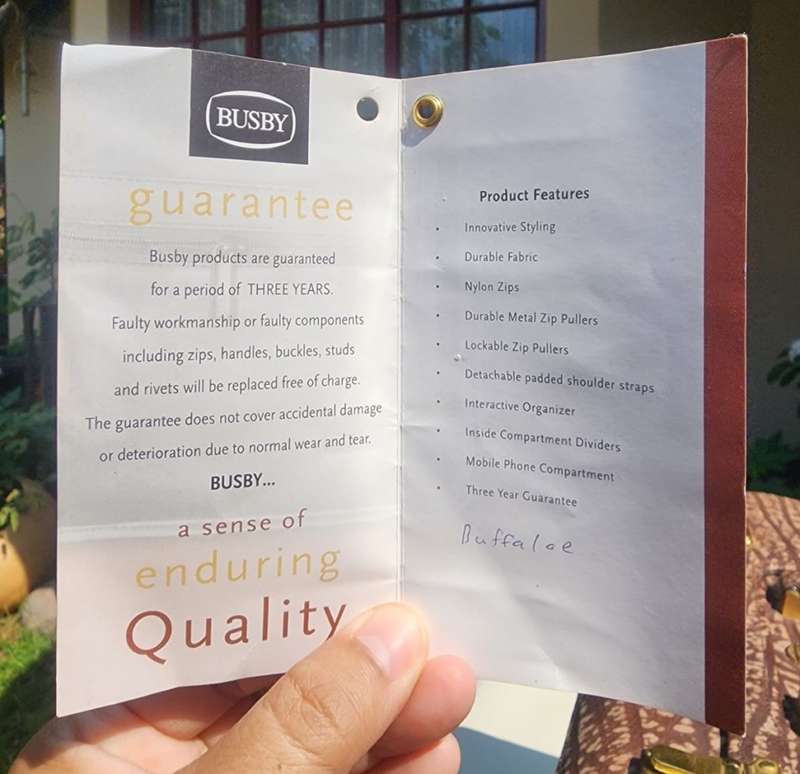 BUSBY
guarantee
Busby products are guaranteed
for a period of THREE YEARS.
Faulty workmanship or faulty components
including zips, handles, buckles, studs
and rivets will be replaced free of charge.
The guarantee does not cover accidental damage
or deterioration due to normal wear and tear.
BUSBY...
a sense of
enduring
Quality
Product Features
• Innovative Styling
• Durable Fabric
• Nylon Zips
• Durable Metal Zip Pullers
• Lockable Zip Pullers
• Detachable padded shoulder straps
• Interactive Organizer
• Inside Compartment Dividers
• Mobile Phone Compartment
• Three Year Guarantee
Buffaloe